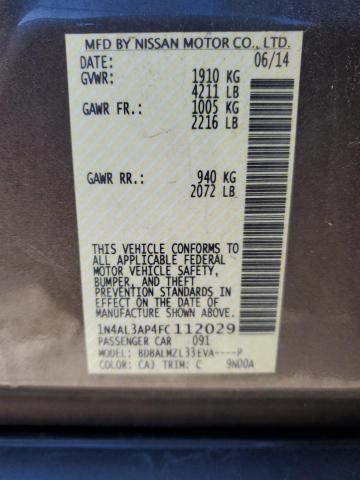 MFD BY NISSAN MOTOR CO., LTD.
DATE: 06/14
GVWR: 1910 KG
4211 LB
GAWR FR.: 1005 KG
2216 LB
GAWR RR.: 940 KG
2072 LB
THIS VEHICLE CONFORMS TO
ALL APPLICABLE FEDERAL
MOTOR VEHICLE SAFETY,
BUMPER, AND THEFT
PREVENTION STANDARDS IN
EFFECT ON THE DATE OF
MANUFACTURE SHOWN ABOVE.
1N4AL3AP4FC112029
PASSENGER CAR 091
MODEL: BDBALMZL33EVA----P
COLOR: CAJ TRIM: C 9N00A